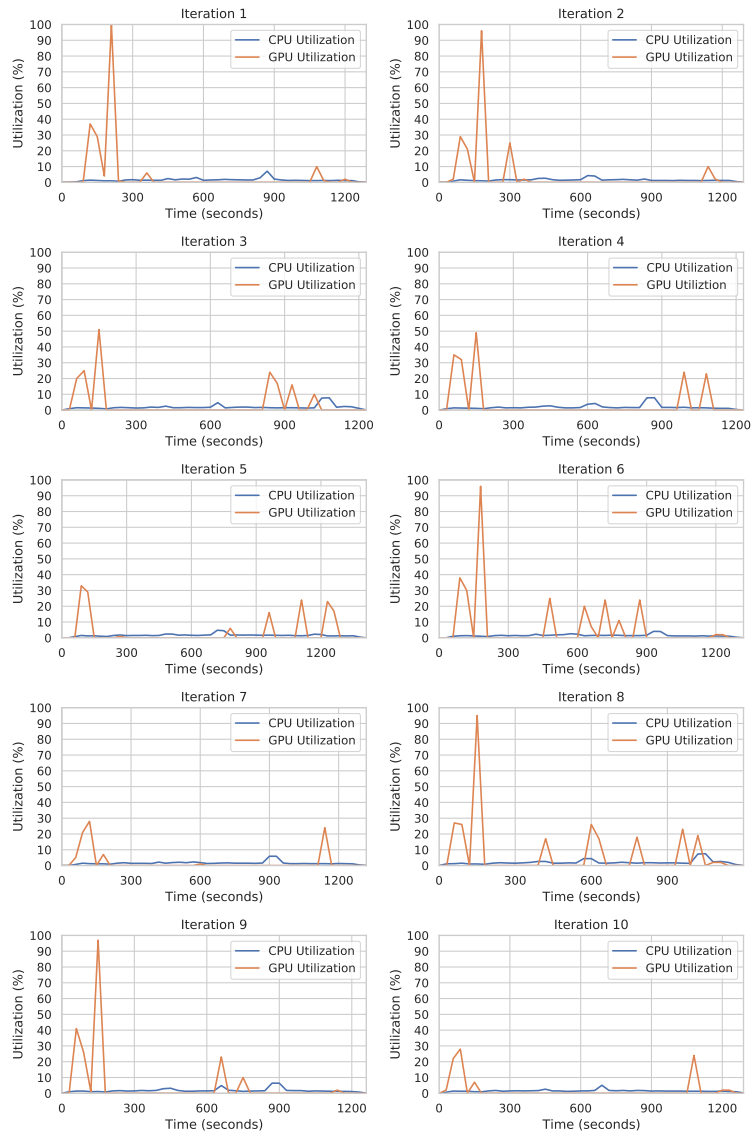 Iteration 1
100
90
80
70
60
50
40
30
20
10
0
Utilization (%)
CPU Utilization
GPU Utilization
0 300 600 900 1200
Time (seconds)
Iteration 2
100
90
80
70
60
50
40
30
20
10
0
Utilization (%)
CPU Utilization
GPU Utilization
0 300 600 900 1200
Time (seconds)
Iteration 3
100
90
80
70
60
50
40
30
20
10
0
Utilization (%)
CPU Utilization
GPU Utilization
0 300 600 900 1200
Time (seconds)
Iteration 4
100
90
80
70
60
50
40
30
20
10
0
Utilization (%)
CPU Utilization
GPU Utiliztion
0 300 600 900 1200
Time (seconds)
Iteration 5
100
90
80
70
60
50
40
30
20
10
0
Utilization (%)
CPU Utilization
GPU Utilization
0 300 600 900 1200
Time (seconds)
Iteration 6
100
90
80
70
60
50
40
30
20
10
0
Utilization (%)
CPU Utilization
GPU Utilization
0 300 600 900 1200
Time (seconds)
Iteration 7
100
90
80
70
60
50
40
30
20
10
0
Utilization (%)
CPU Utilization
GPU Utilization
0 300 600 900 1200
Time (seconds)
Iteration 8
100
90
80
70
60
50
40
30
20
10
0
Utilization (%)
CPU Utilization
GPU Utilization
0 300 600 900
Time (seconds)
Iteration 9
100
90
80
70
60
50
40
30
20
10
0
Utilization (%)
CPU Utilization
GPU Utilization
0 300 600 900 1200
Time (seconds)
Iteration 10
100
90
80
70
60
50
40
30
20
10
0
Utilization (%)
CPU Utilization
GPU Utilization
0 300 600 900 1200
Time (seconds)